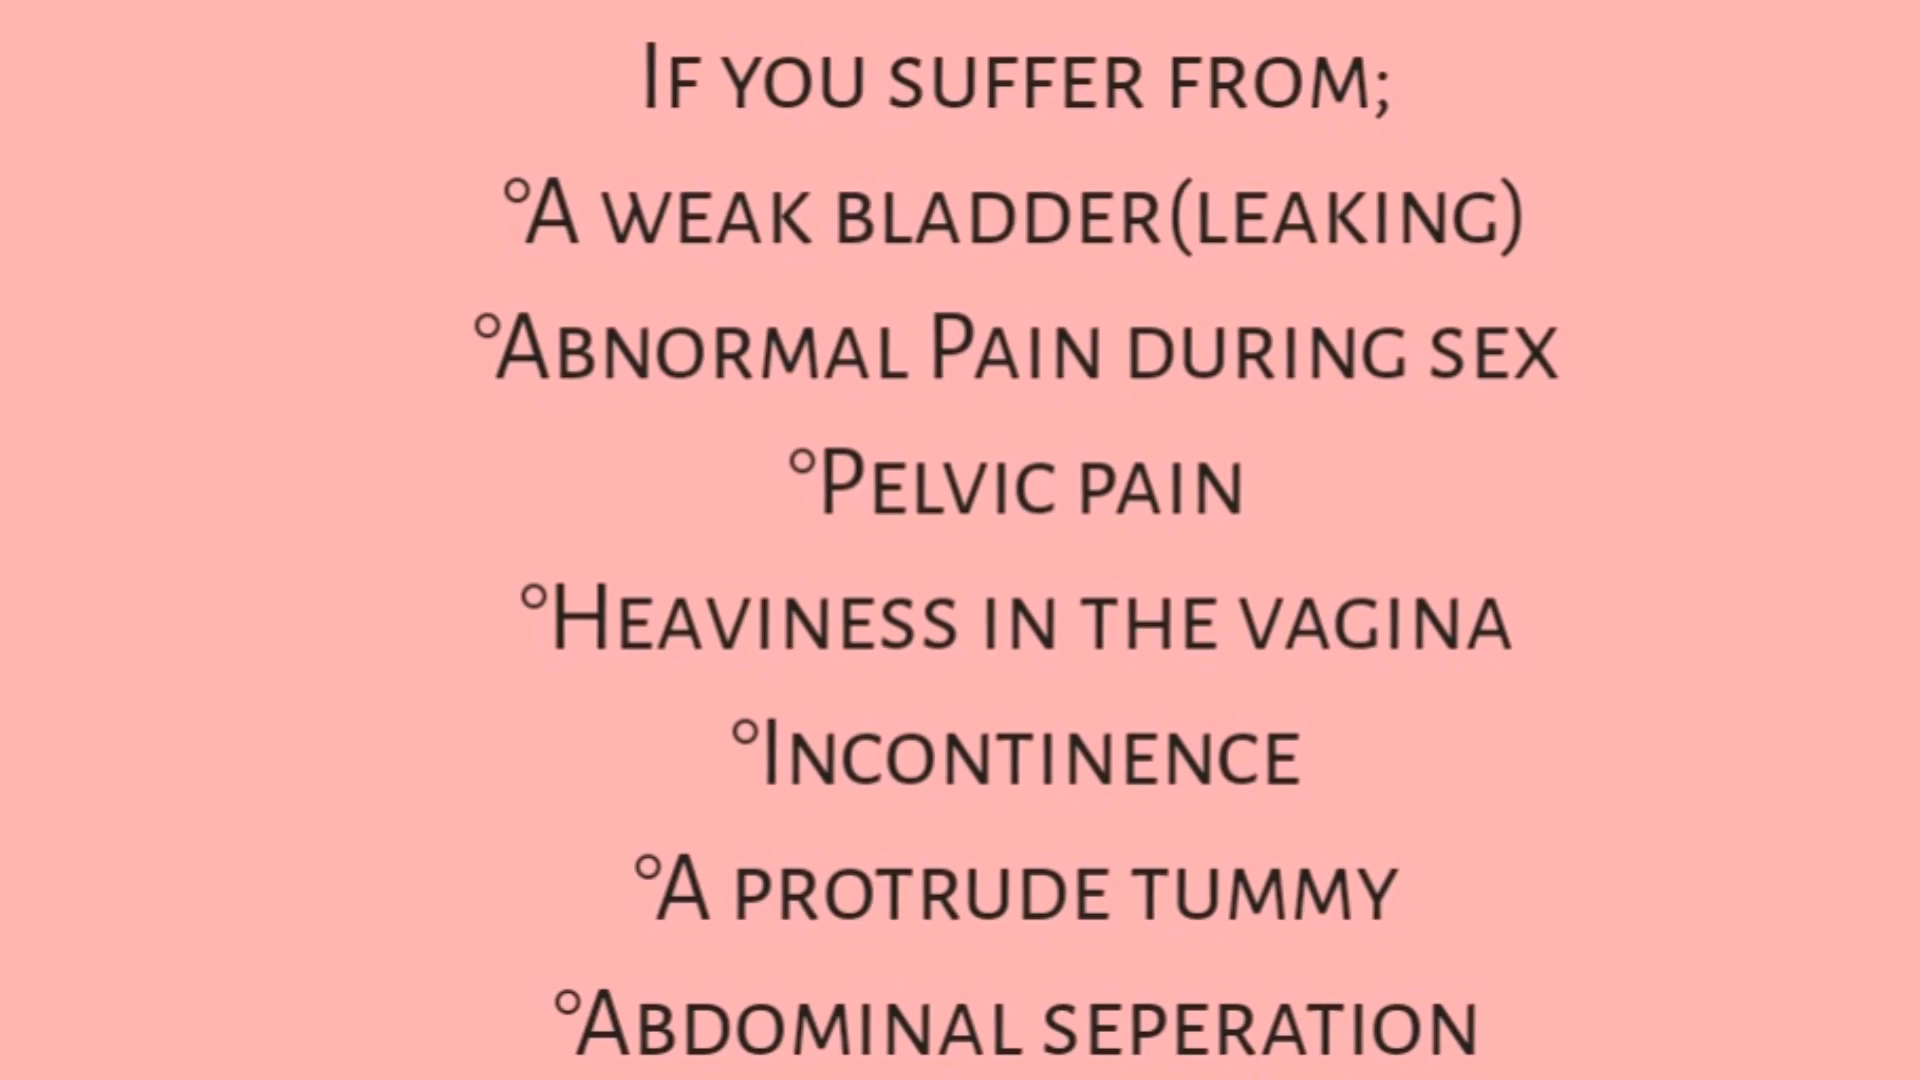 If you suffer from;
°A weak bladder(leaking)
°Abnormal Pain during sex
°Pelvic pain
°Heaviness in the vagina
°Incontinence
°A protrude tummy
°Abdominal seperation